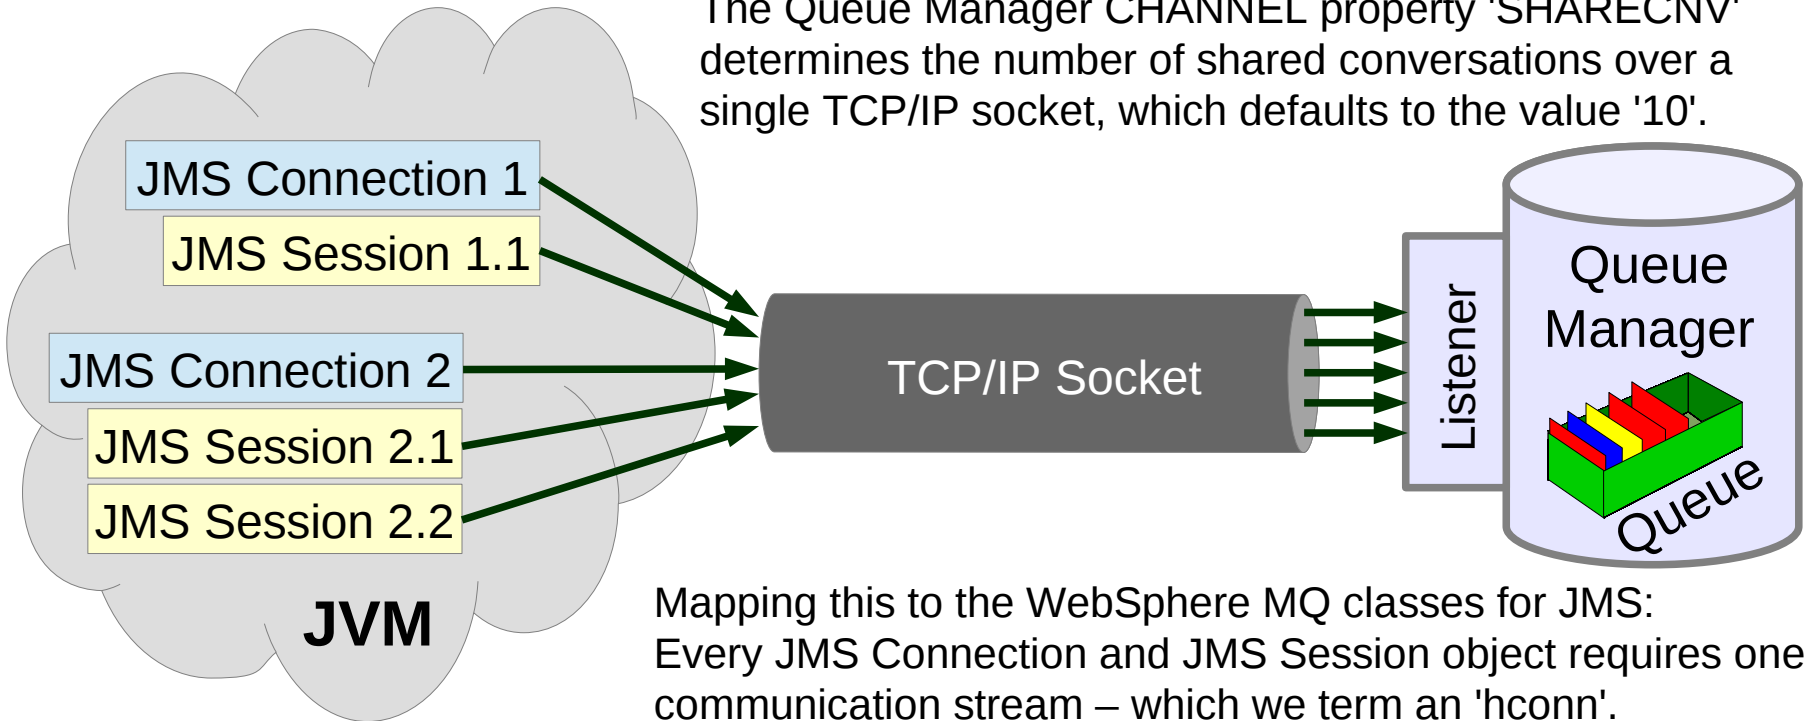 The Queue Manager CHANNEL property 'SHARECNV'
determines the number of shared conversations over a
single TCP/IP socket, which defaults to the value '10'.
JMS Connection 1
JMS Session 1.1
JMS Connection 2
JMS Session 2.1
JMS Session 2.2
JVM
TCP/IP Socket
Listener
Queue
Manager
Queue
Mapping this to the WebSphere MQ classes for JMS:
Every JMS Connection and JMS Session object requires one
communication stream – which we term an 'hconn'.